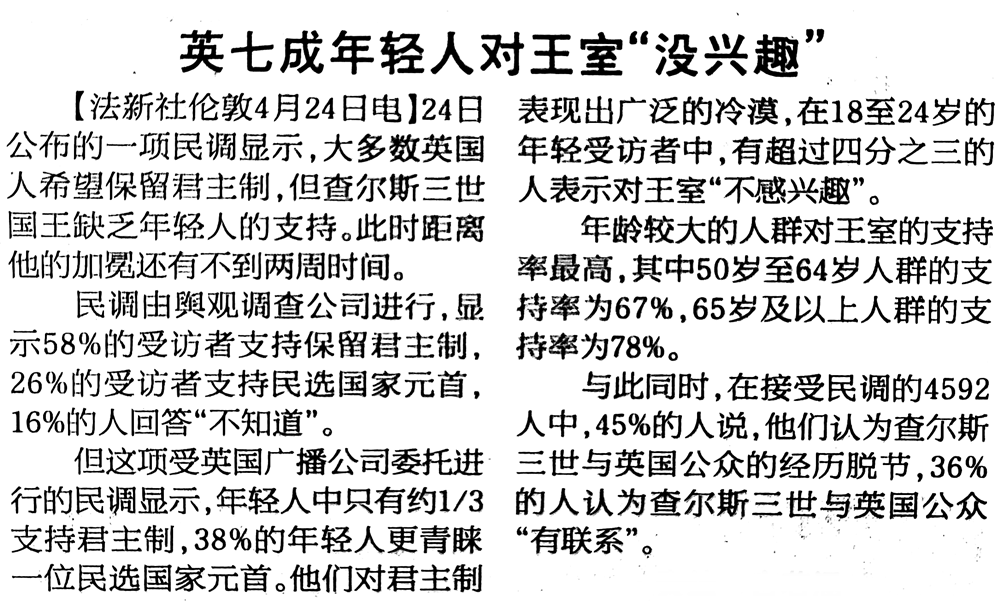 英七成年轻人对王室“没兴趣”
【法新社伦敦4月24日电】24日
公布的一项民调显示,大多数英国
人希望保留君主制,但查尔斯三世
国王缺乏年轻人的支持。此时距离
他的加冕还有不到两周时间。
民调由舆观调查公司进行,显
示58%的受访者支持保留君主制,
26%的受访者支持民选国家元首,
16%的人回答“不知道”。
但这项受英国广播公司委托进
行的民调显示,年轻人中只有约1/3
支持君主制,38%的年轻人更青睐
一位民选国家元首。他们对君主制
表现出广泛的冷漠,在18至24岁的
年轻受访者中,有超过四分之三的
人表示对王室“不感兴趣”。
年龄较大的人群对王室的支持
率最高,其中50岁至64岁人群的支
持率为67%,65岁及以上人群的支
持率为78%。
与此同时,在接受民调的4592
人中,45%的人说,他们认为查尔斯
三世与英国公众的经历脱节,36%
的人认为查尔斯三世与英国公众
“有联系”。